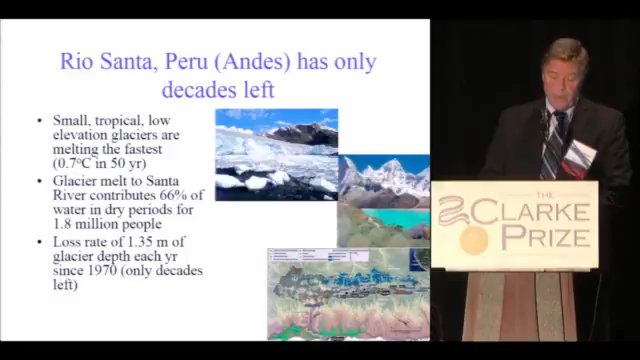 Rio Santa, Peru (Andes) has only
decades left
• Small, tropical, low
elevation glaciers are
melting the fastest
(0.7°C in 50 yr)
• Glacier melt to Santa
River contributes 66% of
water in dry periods for
1.8 million people
• Loss rate of 1.35 m of
glacier depth each yr
since 1970 (only decades
left)
THE
CLARKE
PRIZE